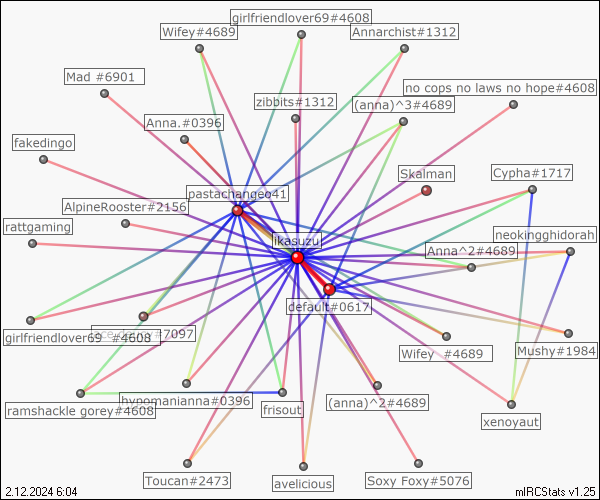 girlfriendlover69#4608
Wifey#4689
Annarchist#1312
Mad #6901
no cops no laws no hope#4608
zibbits#1312
(anna)^3#4689
Anna.#0396
fakedingo
Skalman
Cypha#1717
pastachangeo41
AlpineRooster#2156
rattgaming
neokingghidorah
likasuzu
Anna^2#4689
default#0617
girlfriendlover69 #4608
#7097
Wifey #4689
Mushy#1984
hypomanianna#0396
(anna)^2#4689
ramshackle gorey#4608
frisout
xenoyaut
Toucan#2473
avelicious
Soxy Foxy#5076
2.12.2024 6:04
mIRCStats v1.25